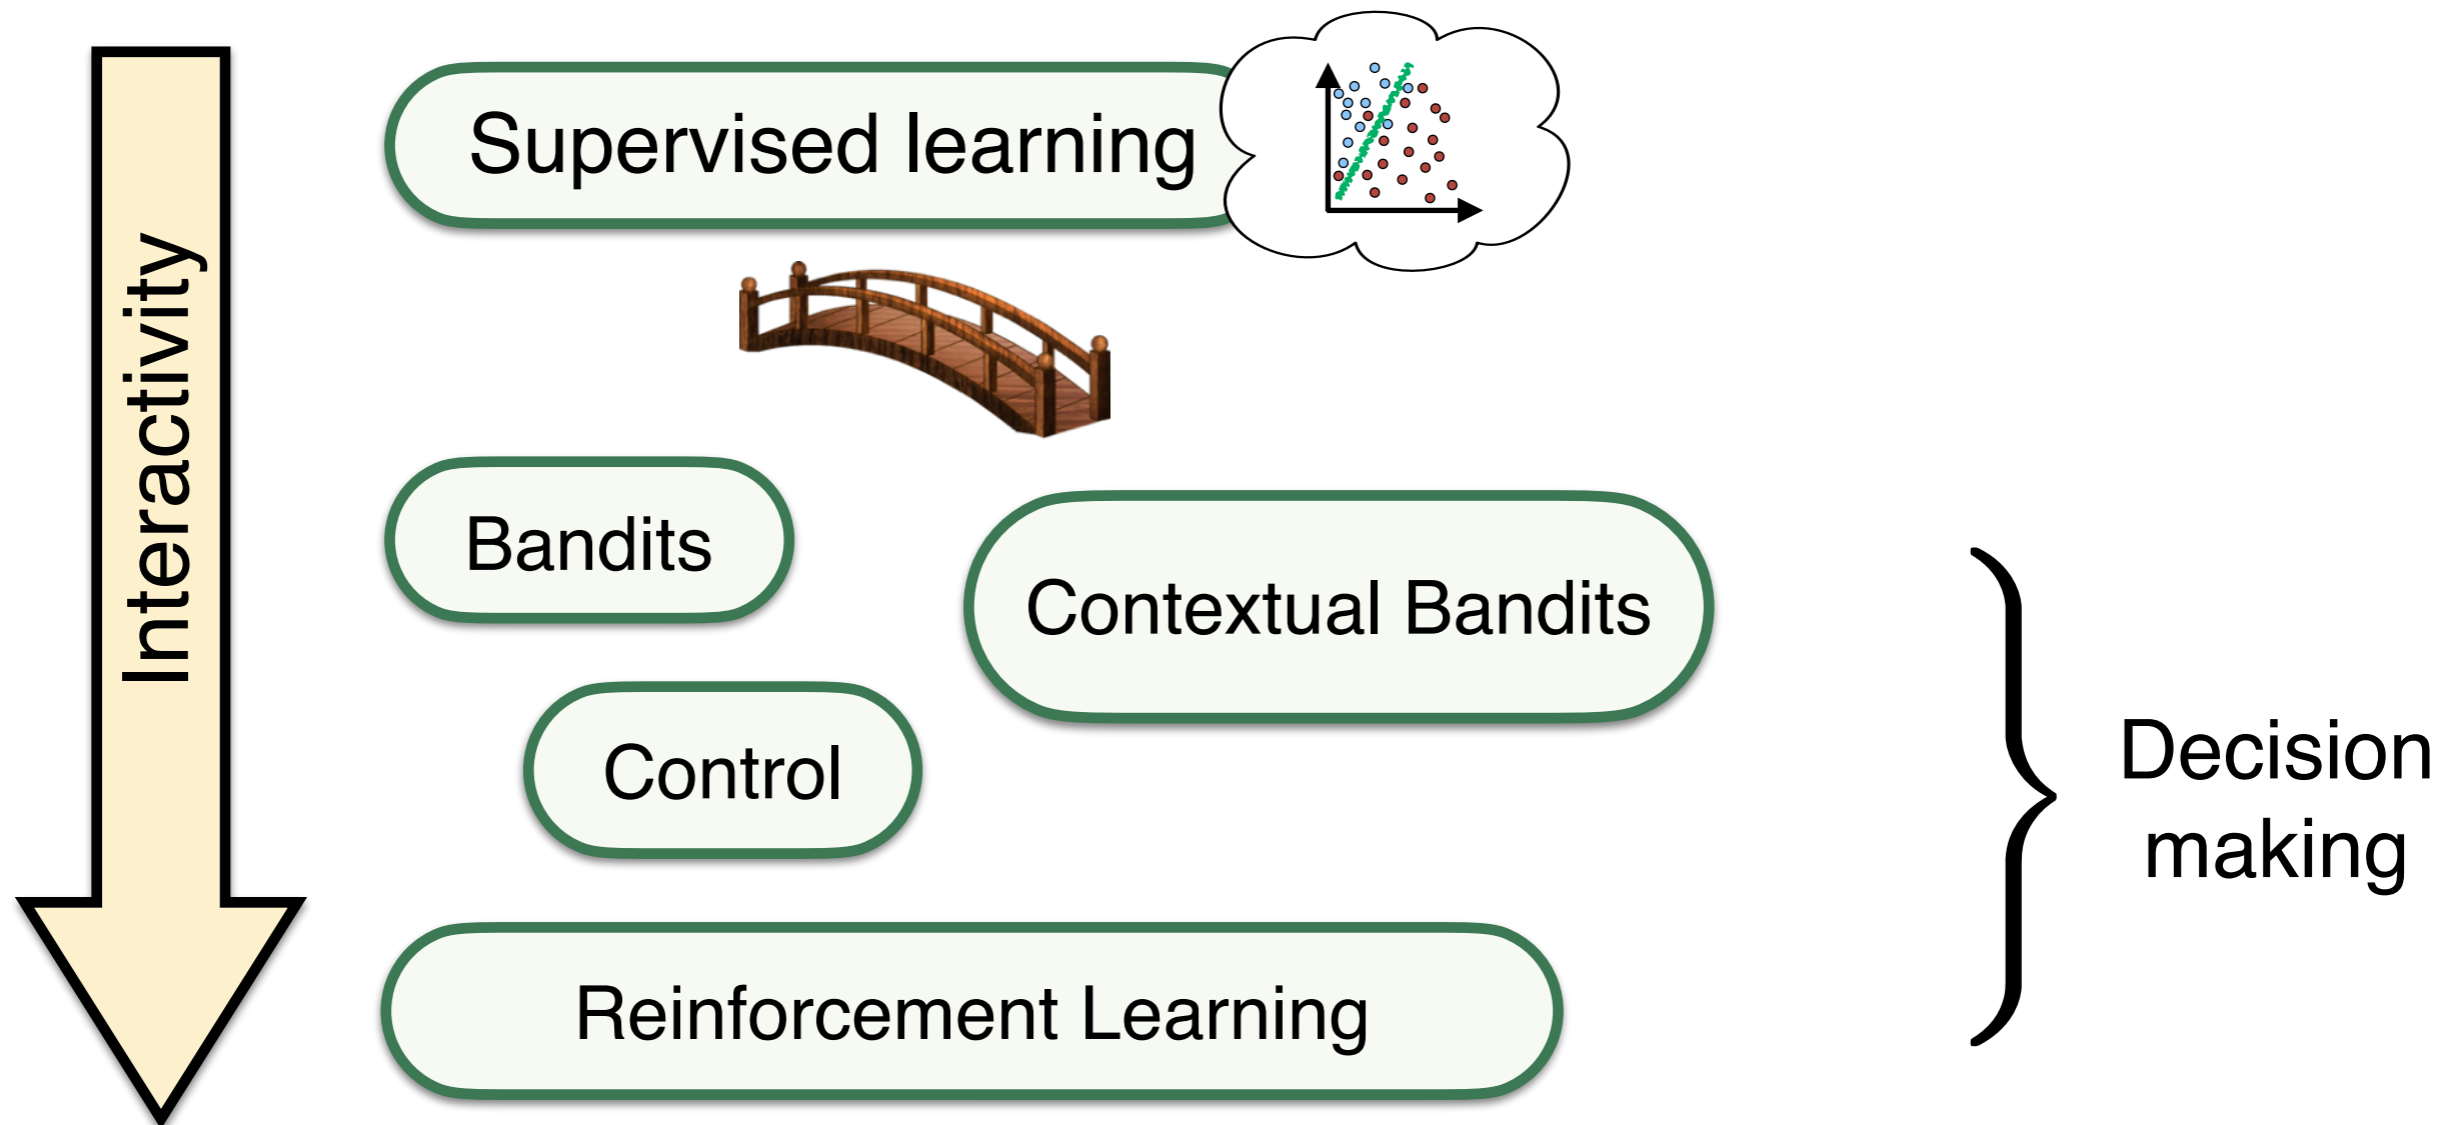 Interactivity
Supervised learning
Bandits
Contextual Bandits
Control
Reinforcement Learning
Decision
making